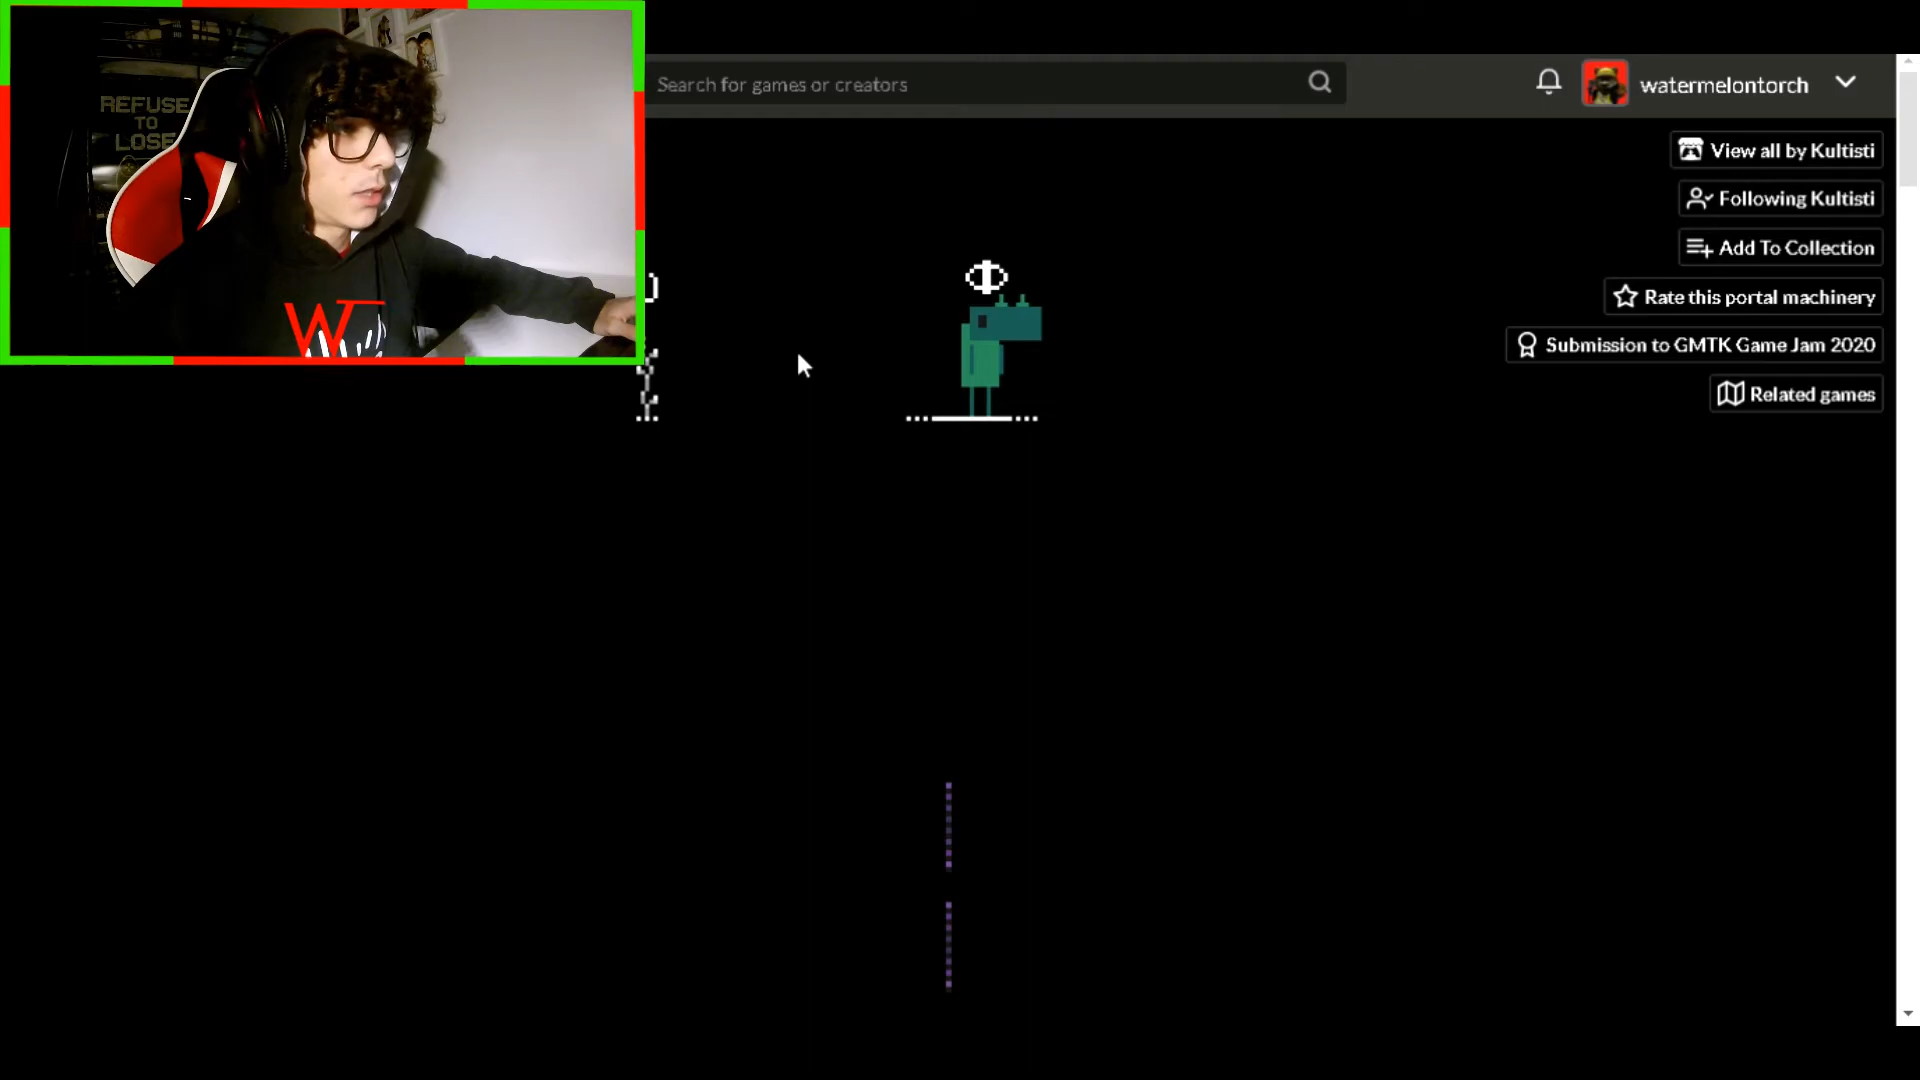 REFUSE
TO
LOSE
W
Search for games or creators
watermelontorch
View all by Kultisti
Following Kultisti
Add To Collection
Rate this portal machinery
Submission to GMTK Game Jam 2020
Related games
Φ